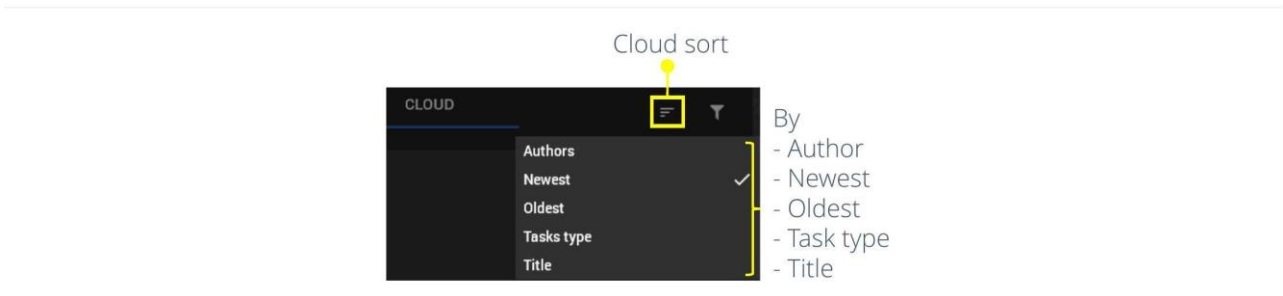 Cloud sort
CLOUD
Authors
Newest
Oldest
Tasks type
Title
By
- Author
- Newest
- Oldest
- Task type
- Title